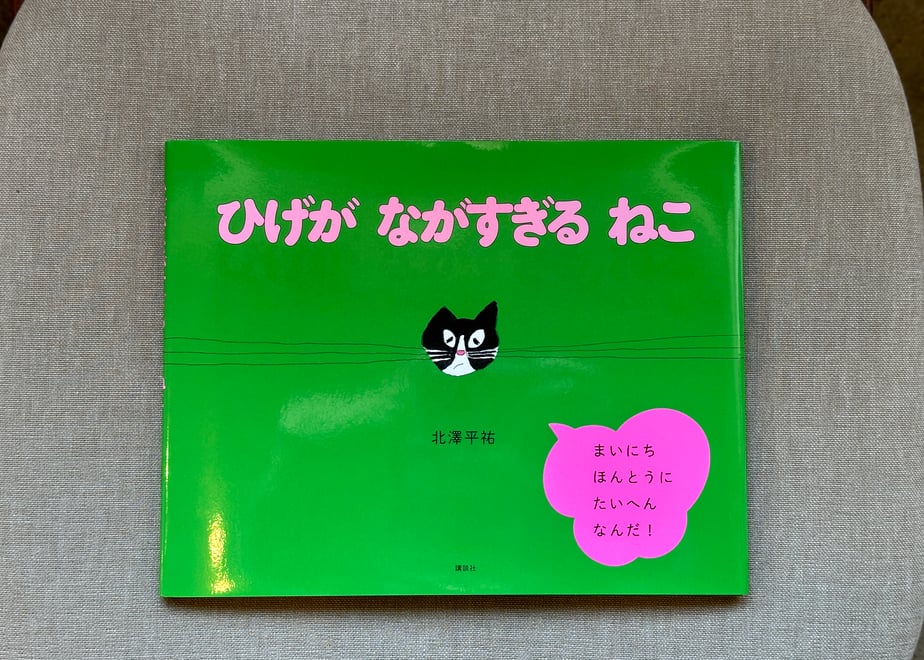 ひげが ながすぎる ねこ
北澤平祐
まいにち
ほんとうに
たいへん
なんだ！
講談社